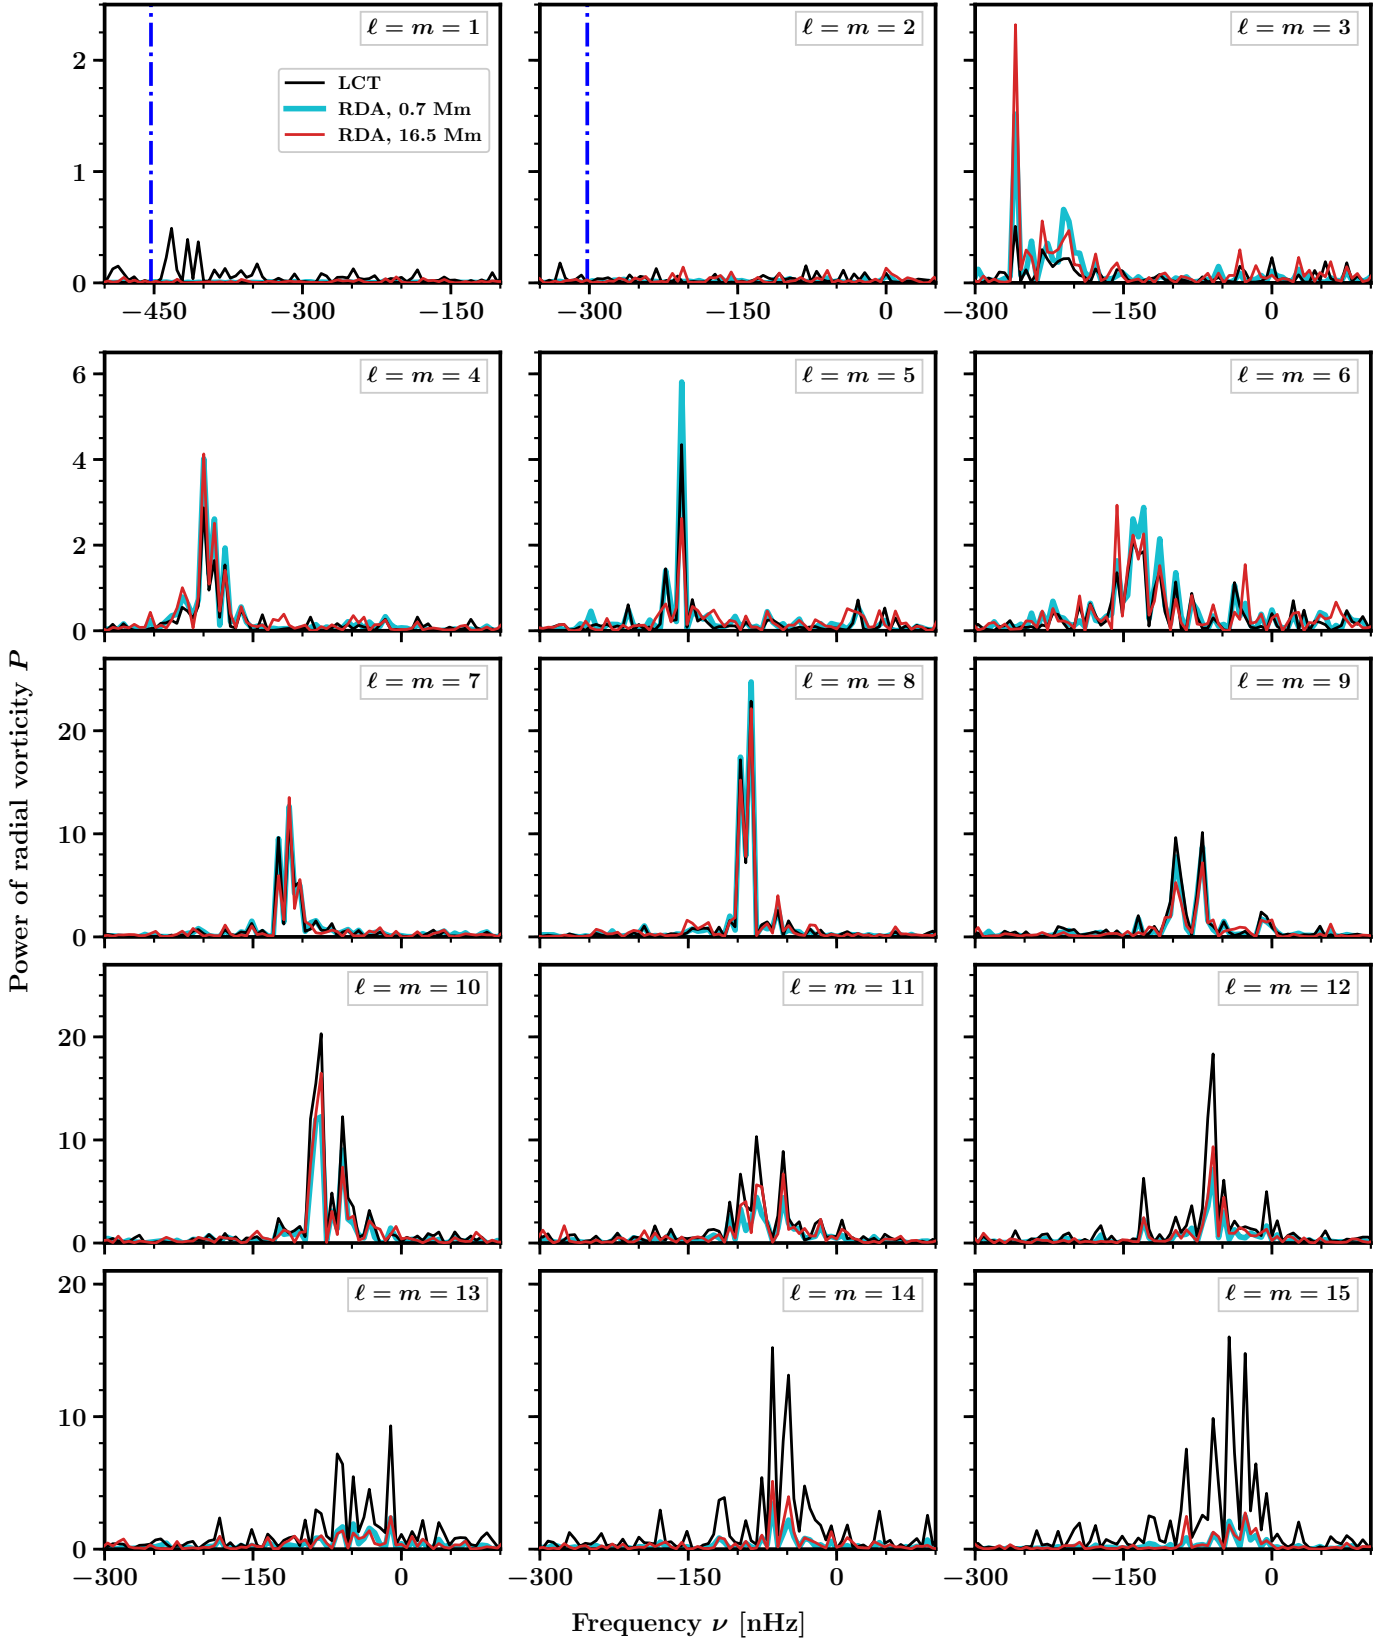 ℓ = m = 1
ℓ = m = 2
ℓ = m = 3
LCT
RDA, 0.7 Mm
RDA, 16.5 Mm
2
1
0
−450 −300 −150
−300 −150 0
−300 −150 0
ℓ = m = 4
ℓ = m = 5
ℓ = m = 6
6
4
2
0
ℓ = m = 7
ℓ = m = 8
ℓ = m = 9
20
10
0
ℓ = m = 10
ℓ = m = 11
ℓ = m = 12
20
10
0
ℓ = m = 13
ℓ = m = 14
ℓ = m = 15
20
10
0
−300 −150 0
−300 −150 0
−300 −150 0
Power of radial vorticity P
Frequency ν [nHz]